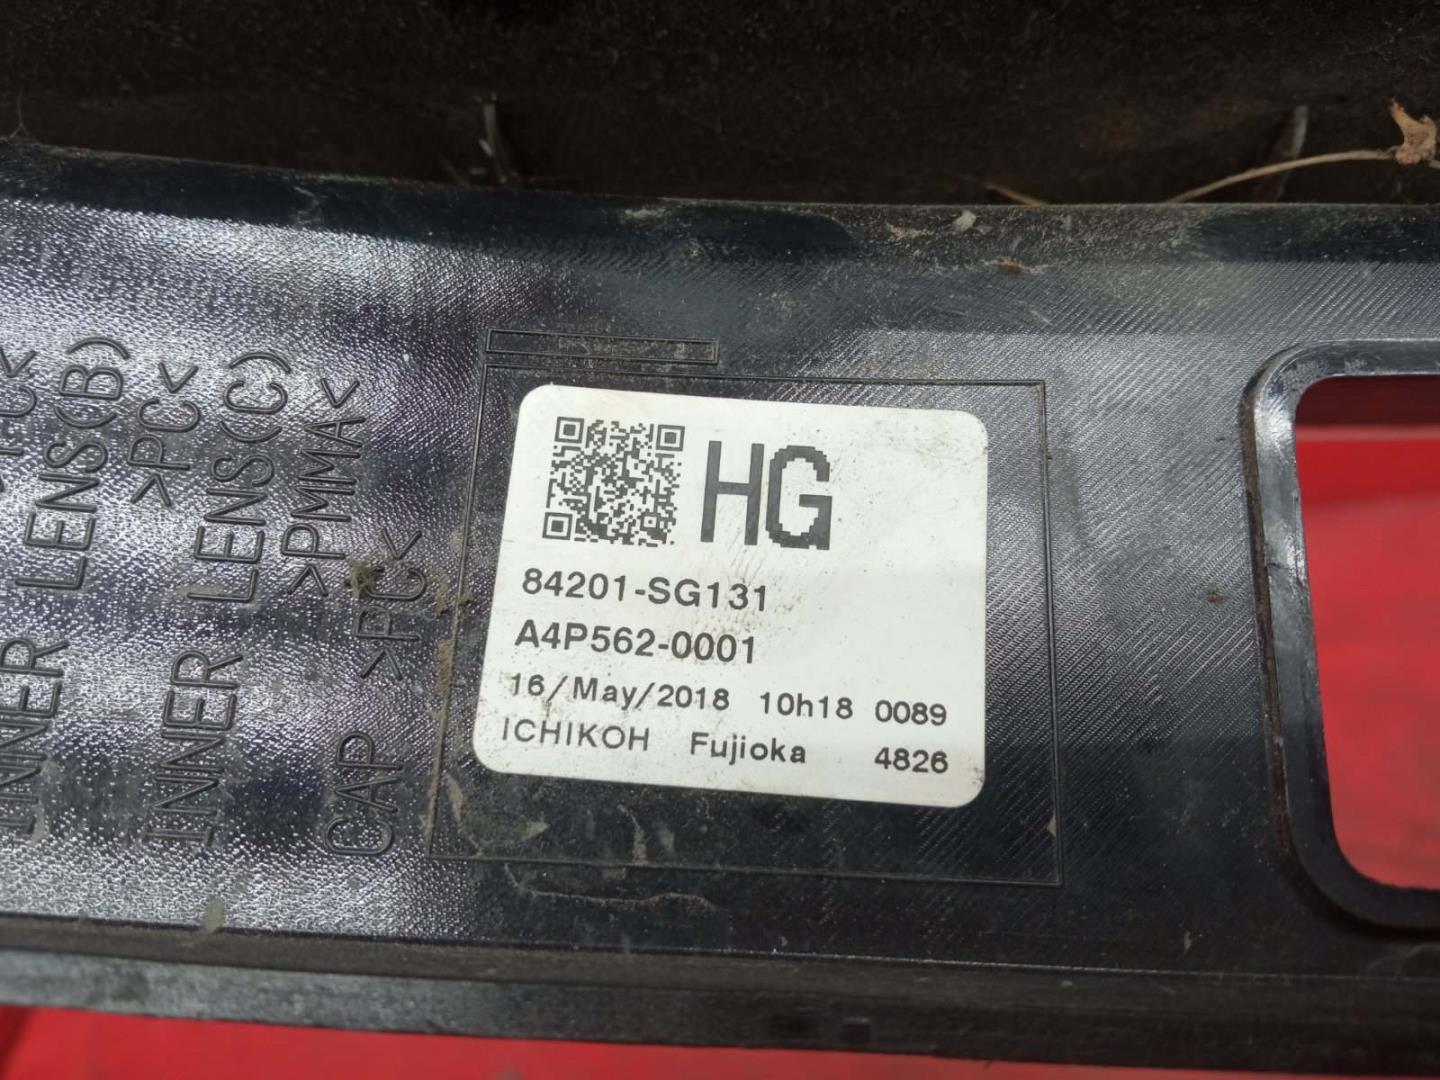 HG
84201-SG131
A4P562-0001
16/May/2018 10h18 0089
ICHIKOH Fujioka 4826
INNER LENS(B)
>PC<
INNER LENS(C)
>PMMA<
CAP >PC<